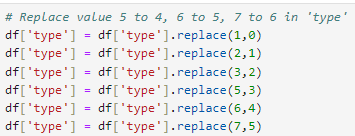 # Replace value 5 to 4, 6 to 5, 7 to 6 in 'type'
df['type'] = df['type'].replace(1,0)
df['type'] = df['type'].replace(2,1)
df['type'] = df['type'].replace(3,2)
df['type'] = df['type'].replace(5,3)
df['type'] = df['type'].replace(6,4)
df['type'] = df['type'].replace(7,5)